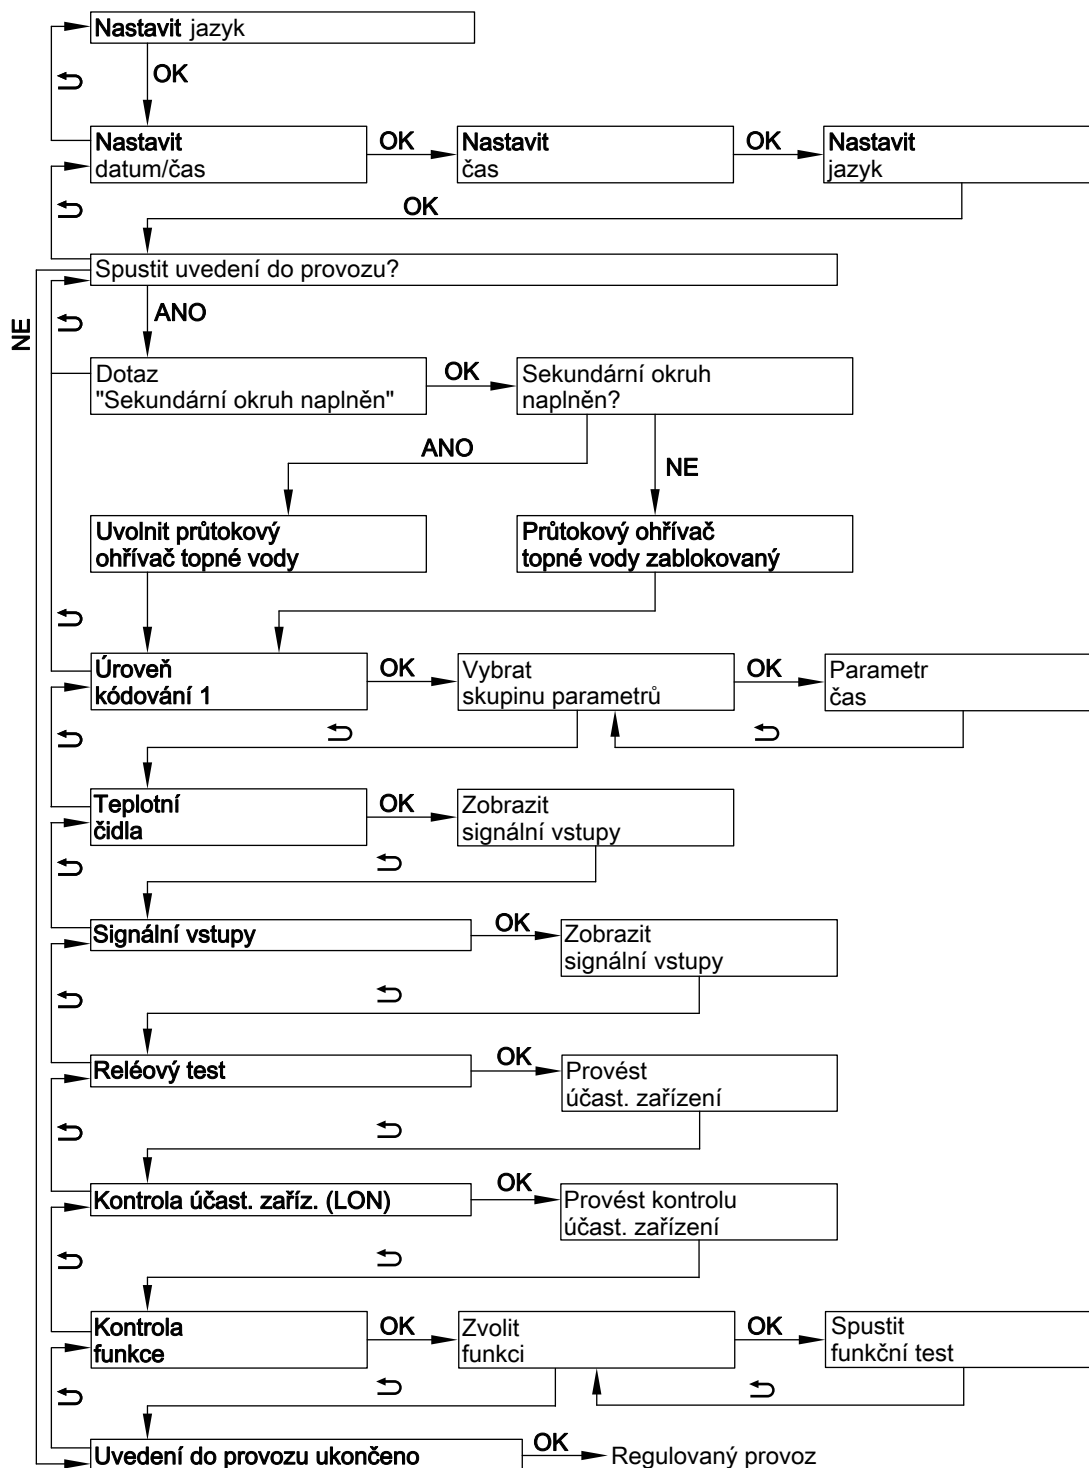 Nastavit jazyk
OK
Nastavit
datum/čas
OK
Nastavit
čas
OK
Nastavit
jazyk
OK
Spustit uvedení do provozu?
NE
ANO
Dotaz
"Sekundární okruh naplněn"
OK
Sekundární okruh
naplněn?
ANO
NE
Uvolnit průtokový
ohřívač topné vody
Průtokový ohřívač
topné vody zablokovaný
Úroveň
kódování 1
OK
Vybrat
skupinu parametrů
OK
Parametr
čas
Teplotní
čidla
OK
Zobrazit
signální vstupy
Signální vstupy
OK
Zobrazit
signální vstupy
Reléový test
OK
Provést
účast. zařízení
Kontrola účast. zaříz. (LON)
OK
Provést kontrolu
účast. zařízení
Kontrola
funkce
OK
Zvolit
funkci
OK
Spustit
funkční test
Uvedení do provozu ukončeno
OK
Regulovaný provoz